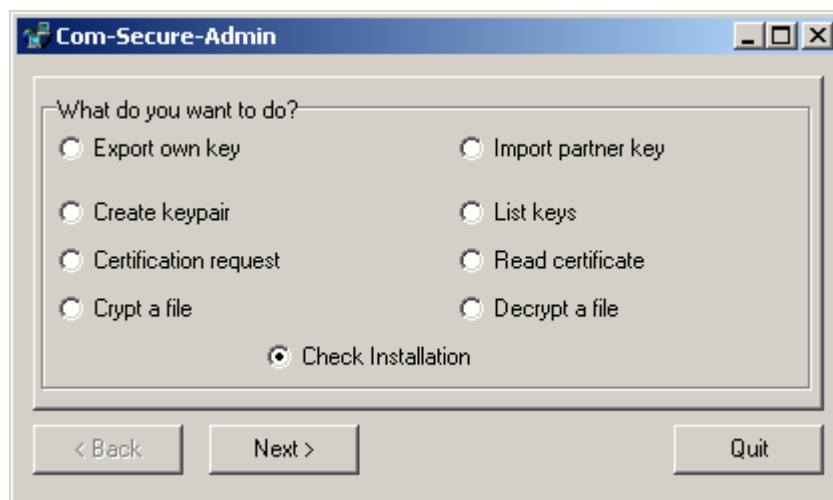 Com-Secure-Admin
What do you want to do?
Export own key
Import partner key
Create keypair
List keys
Certification request
Read certificate
Crypt a file
Decrypt a file
Check Installation
< Back
Next >
Quit